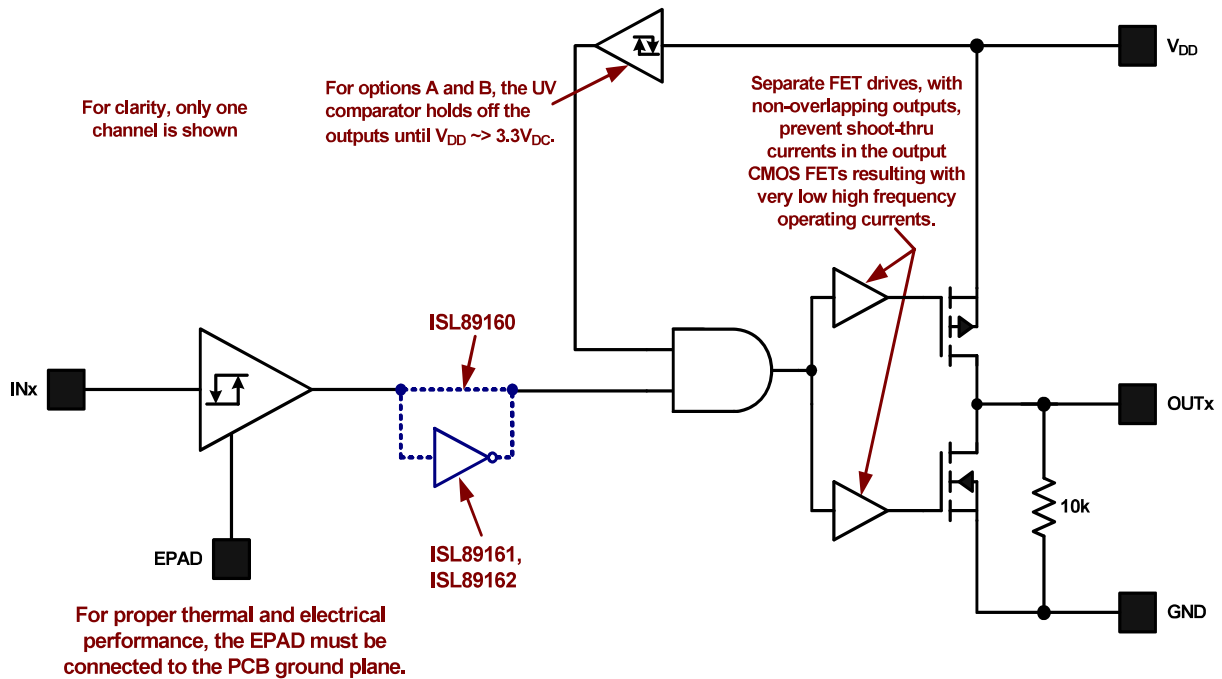 For clarity, only one
channel is shown
For options A and B, the UV
comparator holds off the
outputs until VDD ~> 3.3VDC.
Separate FET drives, with
non-overlapping outputs,
prevent shoot-thru
currents in the output
CMOS FETs resulting with
very low high frequency
operating currents.
VDD
ISL89160
INx
OUTx
10k
EPAD
ISL89161,
ISL89162
GND
For proper thermal and electrical
performance, the EPAD must be
connected to the PCB ground plane.